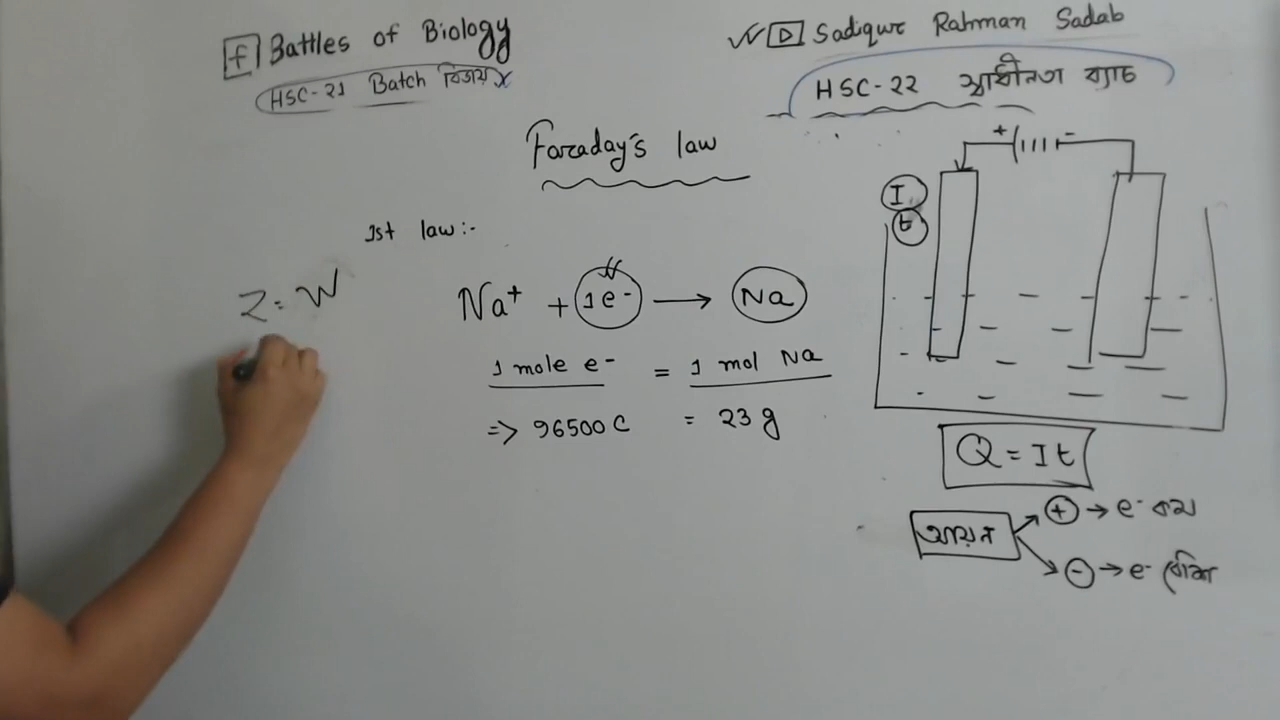 f Battles of Biology
HSC-21 Batch বিজয়
Sadiqur Rahman Sadab
HSC-22 স্বাধীনতা ব্যাচ
Faraday's law
1st law:-
Z = W
Na⁺ + 1e⁻ → Na
1 mole e⁻ = 1 mol Na
=> 96500 C = 23 g
+ -
I
t
Q = It
আয়ন
+ → e⁻ কম
- → e⁻ বেশি